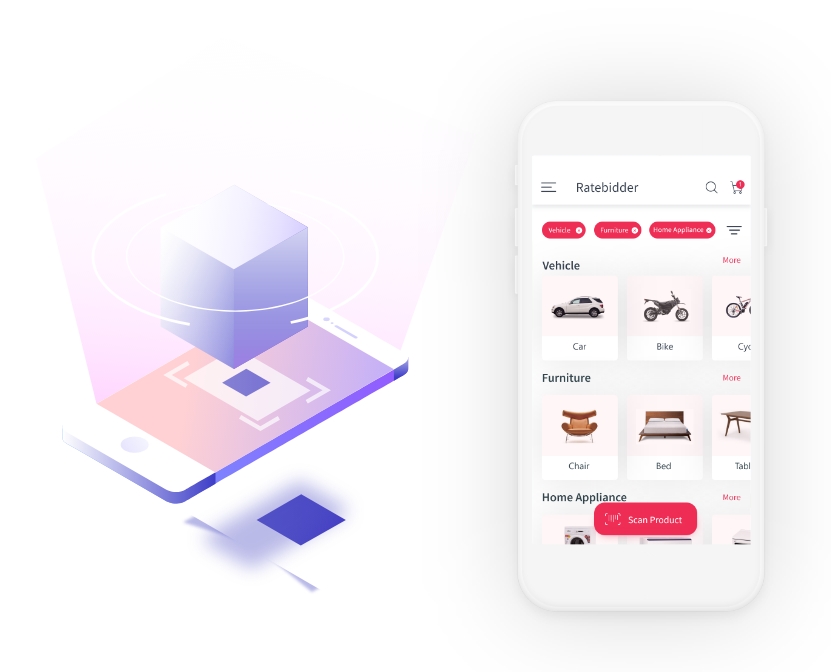 Ratebidder
1
Vehicle
Furniture
Home Appliance
Vehicle
More
Car
Bike
Cyc
Furniture
More
Chair
Bed
Tabl
Home Appliance
More
Scan Product